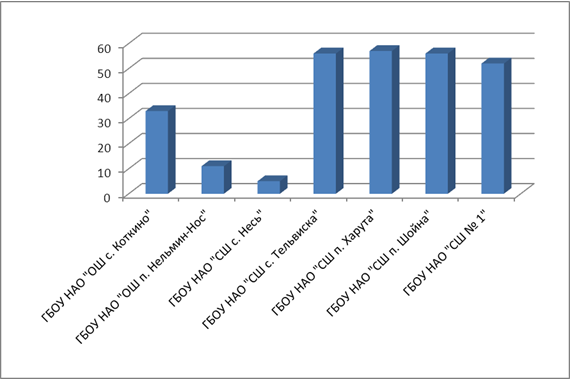 60
50
40
30
20
10
0
ГБОУ НАО "ОШ с. Коткино"
ГБОУ НАО "ОШ п. Нельмин-Нос"
ГБОУ НАО "СШ с. Несь"
ГБОУ НАО "СШ с. Тельвиска"
ГБОУ НАО "СШ п. Харута"
ГБОУ НАО "СШ п. Шойна"
ГБОУ НАО "СШ № 1"